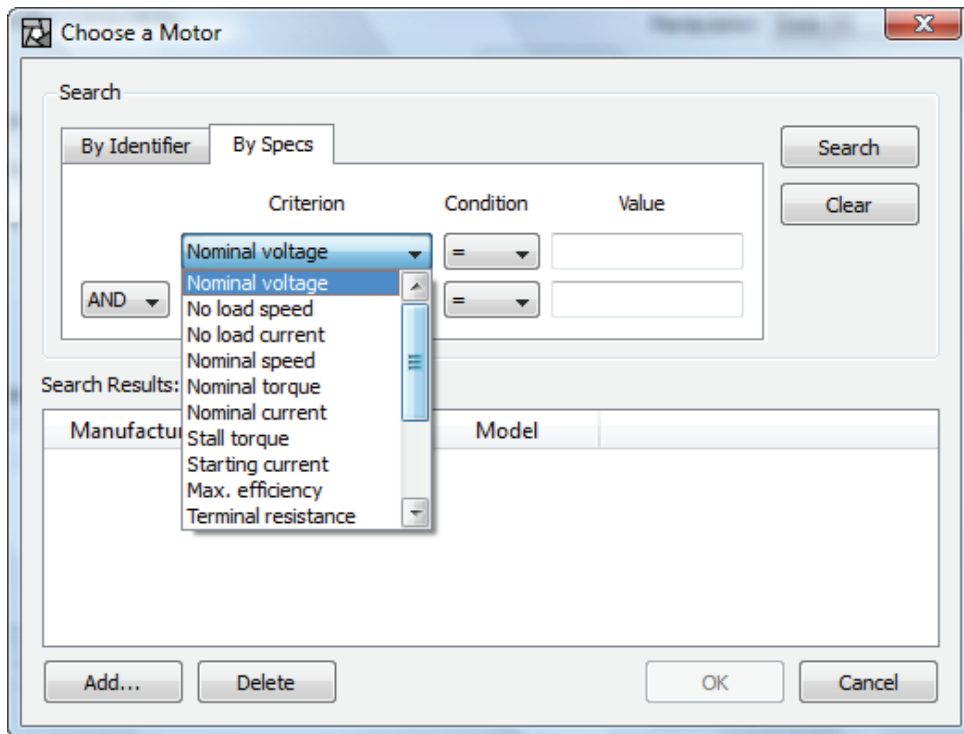 Choose a Motor
Search
By Identifier By Specs
Search
Criterion Condition Value
Clear
Nominal voltage =
Nominal voltage
AND =
No load speed
No load current
Nominal speed
Search Results: Nominal torque
Nominal current
Manufactu Model
Stall torque
Starting current
Max. efficiency
Terminal resistance
Add... Delete OK Cancel